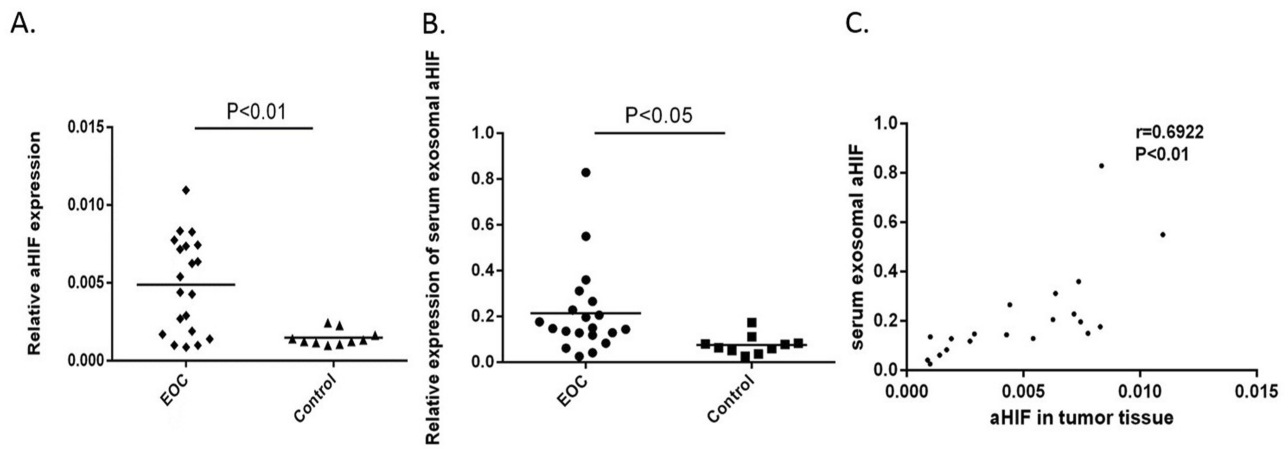 A.
Relative aHIF expression
P<0.01
0.015
0.010
0.005
0.000
EOC
Control
B.
Relative expression of serum exosomal aHIF
P<0.05
1.0
0.8
0.6
0.4
0.2
0.0
EOC
Control
C.
serum exosomal aHIF
r=0.6922
P<0.01
1.0
0.8
0.6
0.4
0.2
0.0
0.000 0.005 0.010 0.015
aHIF in tumor tissue